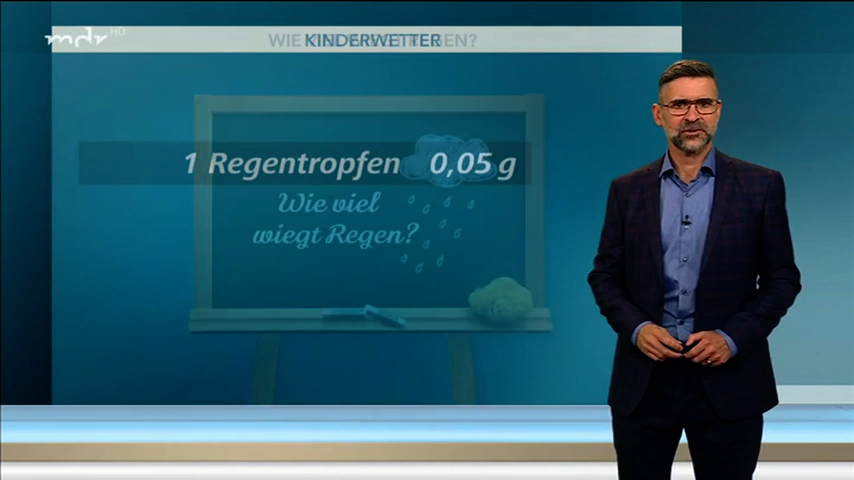 mdr HD
KINDERWETTER
1 Regentropfen 0,05 g
Wie viel
wiegt Regen?